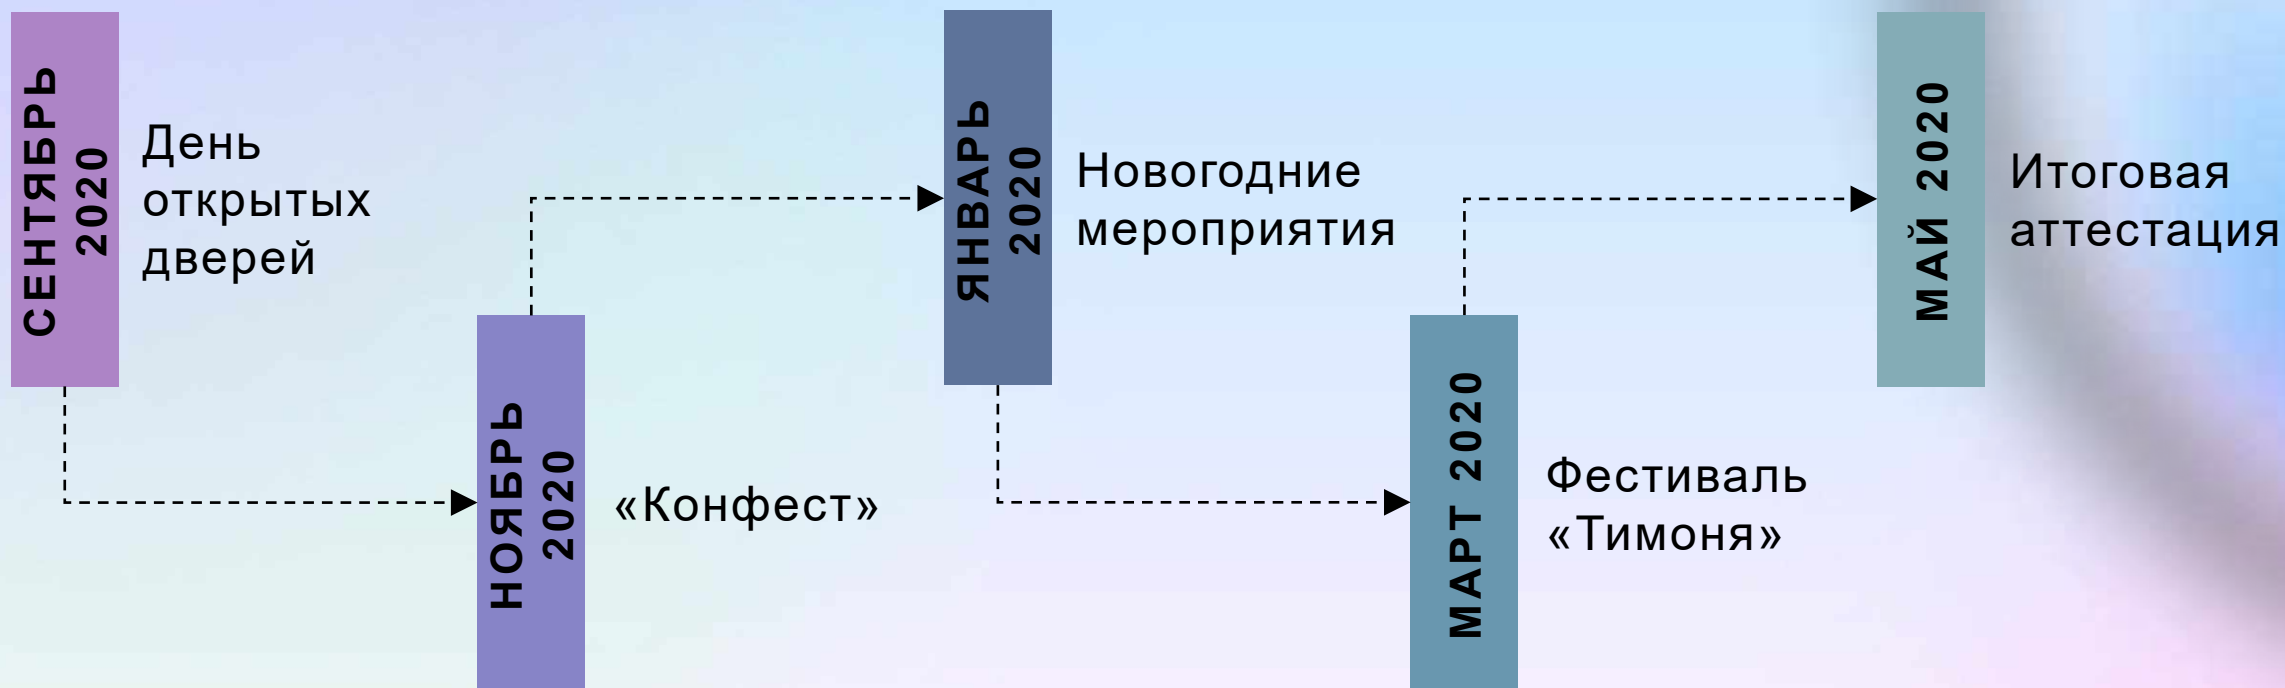 СЕНТЯБРЬ
2020
День
открытых
дверей
НОЯБРЬ
2020
«Конфест»
ЯНВАРЬ
2020
Новогодние
мероприятия
МАРТ 2020
Фестиваль
«Тимоня»
МАЙ 2020
Итоговая
аттестация